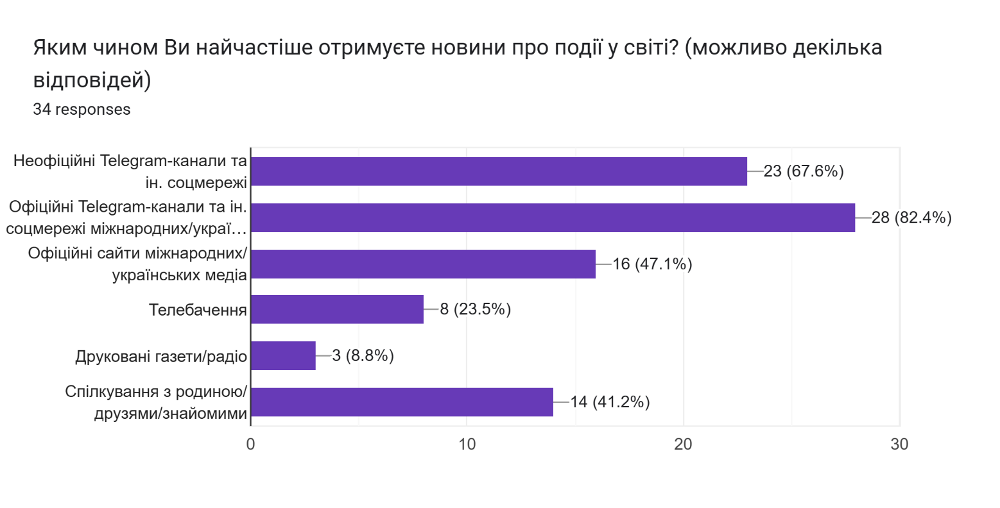 Яким чином Ви найчастіше отримуєте новини про події у світі? (можливо декілька
відповідей)
34 responses
Неофіційні Telegram-канали та
ін. соцмережі
23 (67.6%)
Офіційні Telegram-канали та ін.
соцмережі міжнародних/украї…
28 (82.4%)
Офіційні сайти міжнародних/
українських медіа
16 (47.1%)
Телебачення
8 (23.5%)
Друковані газети/радіо
3 (8.8%)
Спілкування з родиною/
друзями/знайомими
14 (41.2%)
0 10 20 30